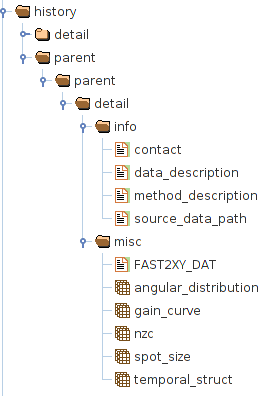 history
detail
parent
parent
detail
info
contact
data_description
method_description
source_data_path
misc
FAST2XY_DAT
angular_distribution
gain_curve
nzc
spot_size
temporal_struct